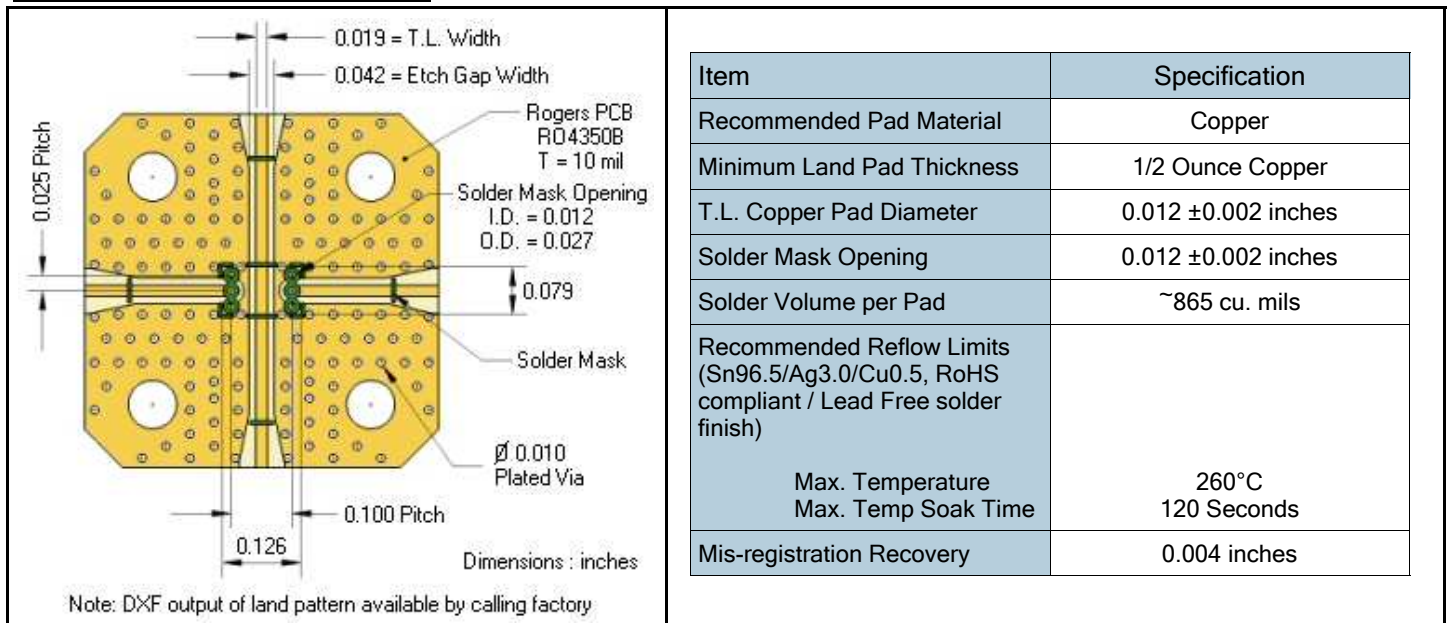 0.019 = T.L. Width
0.042 = Etch Gap Width
Rogers PCB
RO4350B
T = 10 mil
0.025 Pitch
Solder Mask Opening
I.D. = 0.012
O.D. = 0.027
0.079
Solder Mask
Ø 0.010
Plated Via
0.100 Pitch
0.126
Dimensions : inches
Note: DXF output of land pattern available by calling factory
Item Specification
Recommended Pad Material Copper
Minimum Land Pad Thickness 1/2 Ounce Copper
T.L. Copper Pad Diameter 0.012 ±0.002 inches
Solder Mask Opening 0.012 ±0.002 inches
Solder Volume per Pad ~865 cu. mils
Recommended Reflow Limits
(Sn96.5/Ag3.0/Cu0.5, RoHS
compliant / Lead Free solder
finish)
Max. Temperature 260°C
Max. Temp Soak Time 120 Seconds
Mis-registration Recovery 0.004 inches